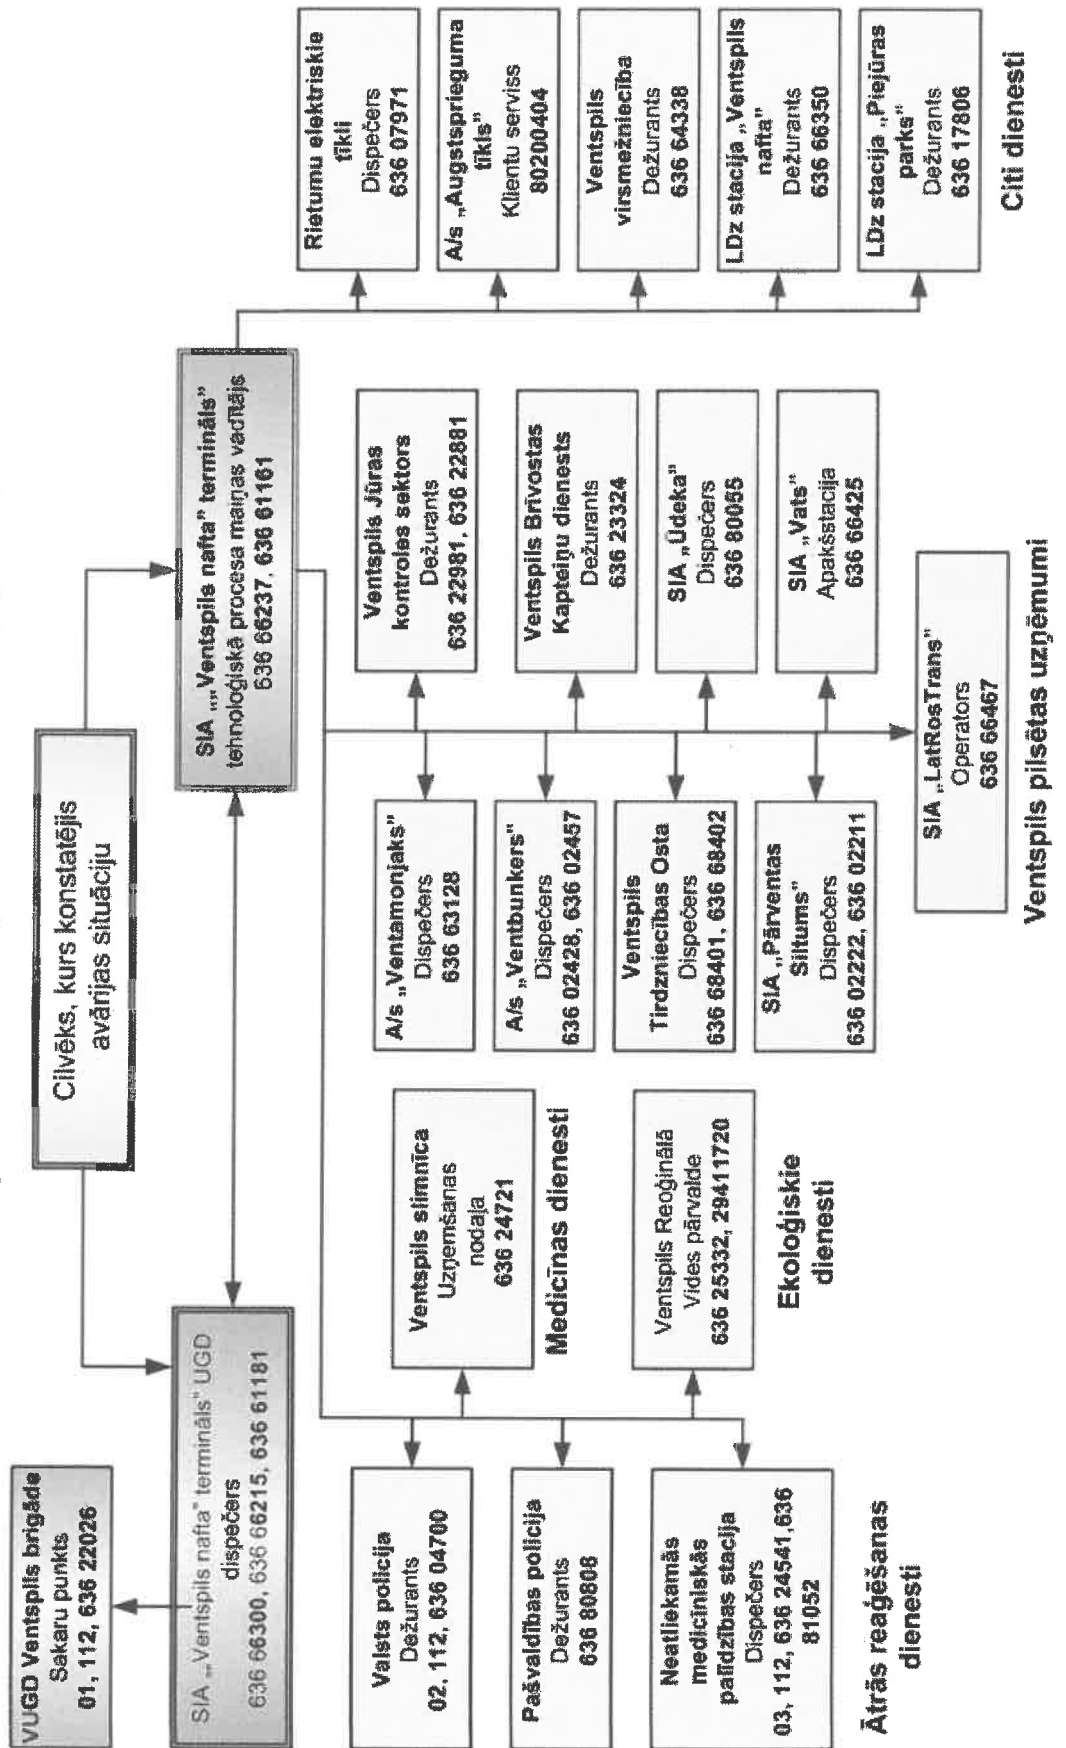 Cilvēks, kurs konstatējis
avārijas situāciju
VUGD Ventspils brigāde
Sakaru punkts
01, 112, 636 22026
SIA „Ventspils nafta" termināls" UGD
dispečers
636 66300, 636 66215, 636 61181
SIA „„Ventspils nafta" termināls"
tehnoloģiskā procesa maiņas vadītājs
636 66237, 636 61161
Valsts policija
Dežurants
02, 112, 636 04700
Pašvaldības policija
Dežurants
636 80808
Neatliekamās
medicīniskās
palīdzības stacija
Dispečers
03, 112, 636 24541,636
81052
Ātrās reaģēšanas
dienesti
Ventspils slimnīca
Uzņemšanas
nodaļa
636 24721
Medicīnas dienesti
Ventspils Reoģinālā
Vides pārvalde
636 25332, 29411720
Ekoloģiskie
dienesti
A/s „Ventamonjaks"
Dispečers
636 63128
A/s „Ventbunkers"
Dispečers
636 02428, 636 02457
Ventspils
Tirdzniecības Osta
Dispečers
636 68401, 636 68402
SIA „Pārventas
Siltums"
Dispečers
636 02222, 636 02211
Ventspils Jūras
kontroles sektors
Dežurants
636 22981, 636 22881
Ventspils Brīvostas
Kapteiņu dienests
Dežurants
636 23324
SIA „Ūdeka"
Dispečers
636 80055
SIA „Vats"
Apakšstacija
636 66425
SIA „LatRosTrans"
Operators
636 66467
Ventspils pilsētas uzņēmumi
Rietumu elektriskie
tīkli
Dispečers
636 07971
A/s „Augstsprieguma
tīkls"
Klientu serviss
80200404
Ventspils
virsmežniecība
Dežurants
636 64338
LDz stacija „Ventspils
nafta"
Dežurants
636 66350
LDz stacija „Piejūras
parks"
Dežurants
636 17806
Citi dienesti